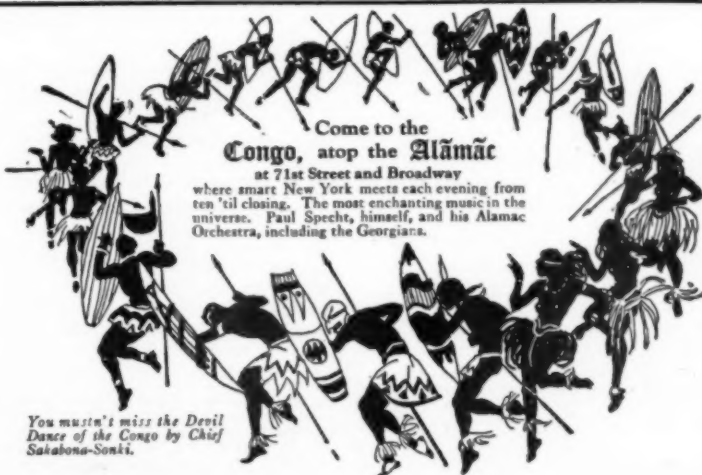 Come to the
Congo, atop the Alāmāc
at 71st Street and Broadway
where smart New York meets each evening from
ten 'til closing. The most enchanting music in the
universe. Paul Specht, himself, and his Alamac
Orchestra, including the Georgians.
You mustn't miss the Devil
Dance of the Congo by Chief
Sakabona-Sonki.